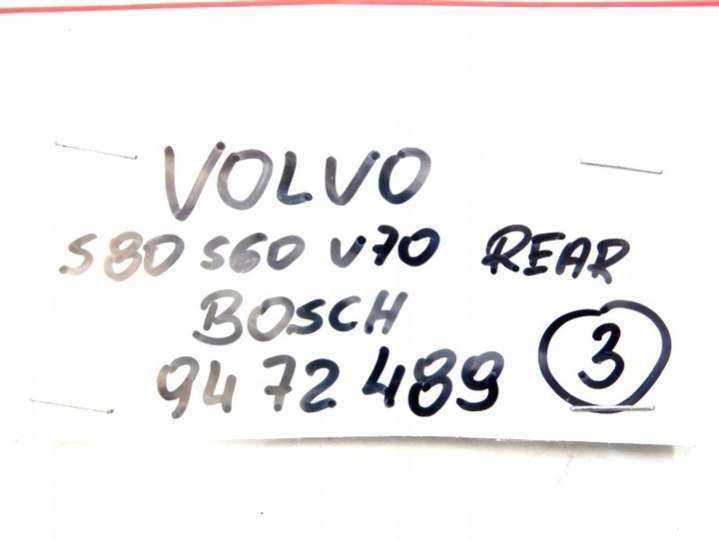 VOLVO
S80 S60 V70 REAR
BOSCH
9472489
3